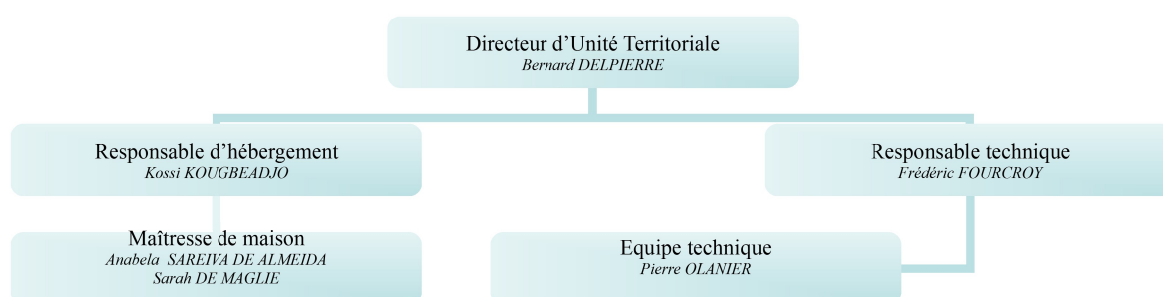 Directeur d’Unité Territoriale
Bernard DELPIERRE
Responsable d’hébergement
Kossi KOUGBEADJO
Responsable technique
Frédéric FOURCROY
Maîtresse de maison
Anabela SAREIVA DE ALMEIDA
Sarah DE MAGLIE
Equipe technique
Pierre OLANIER